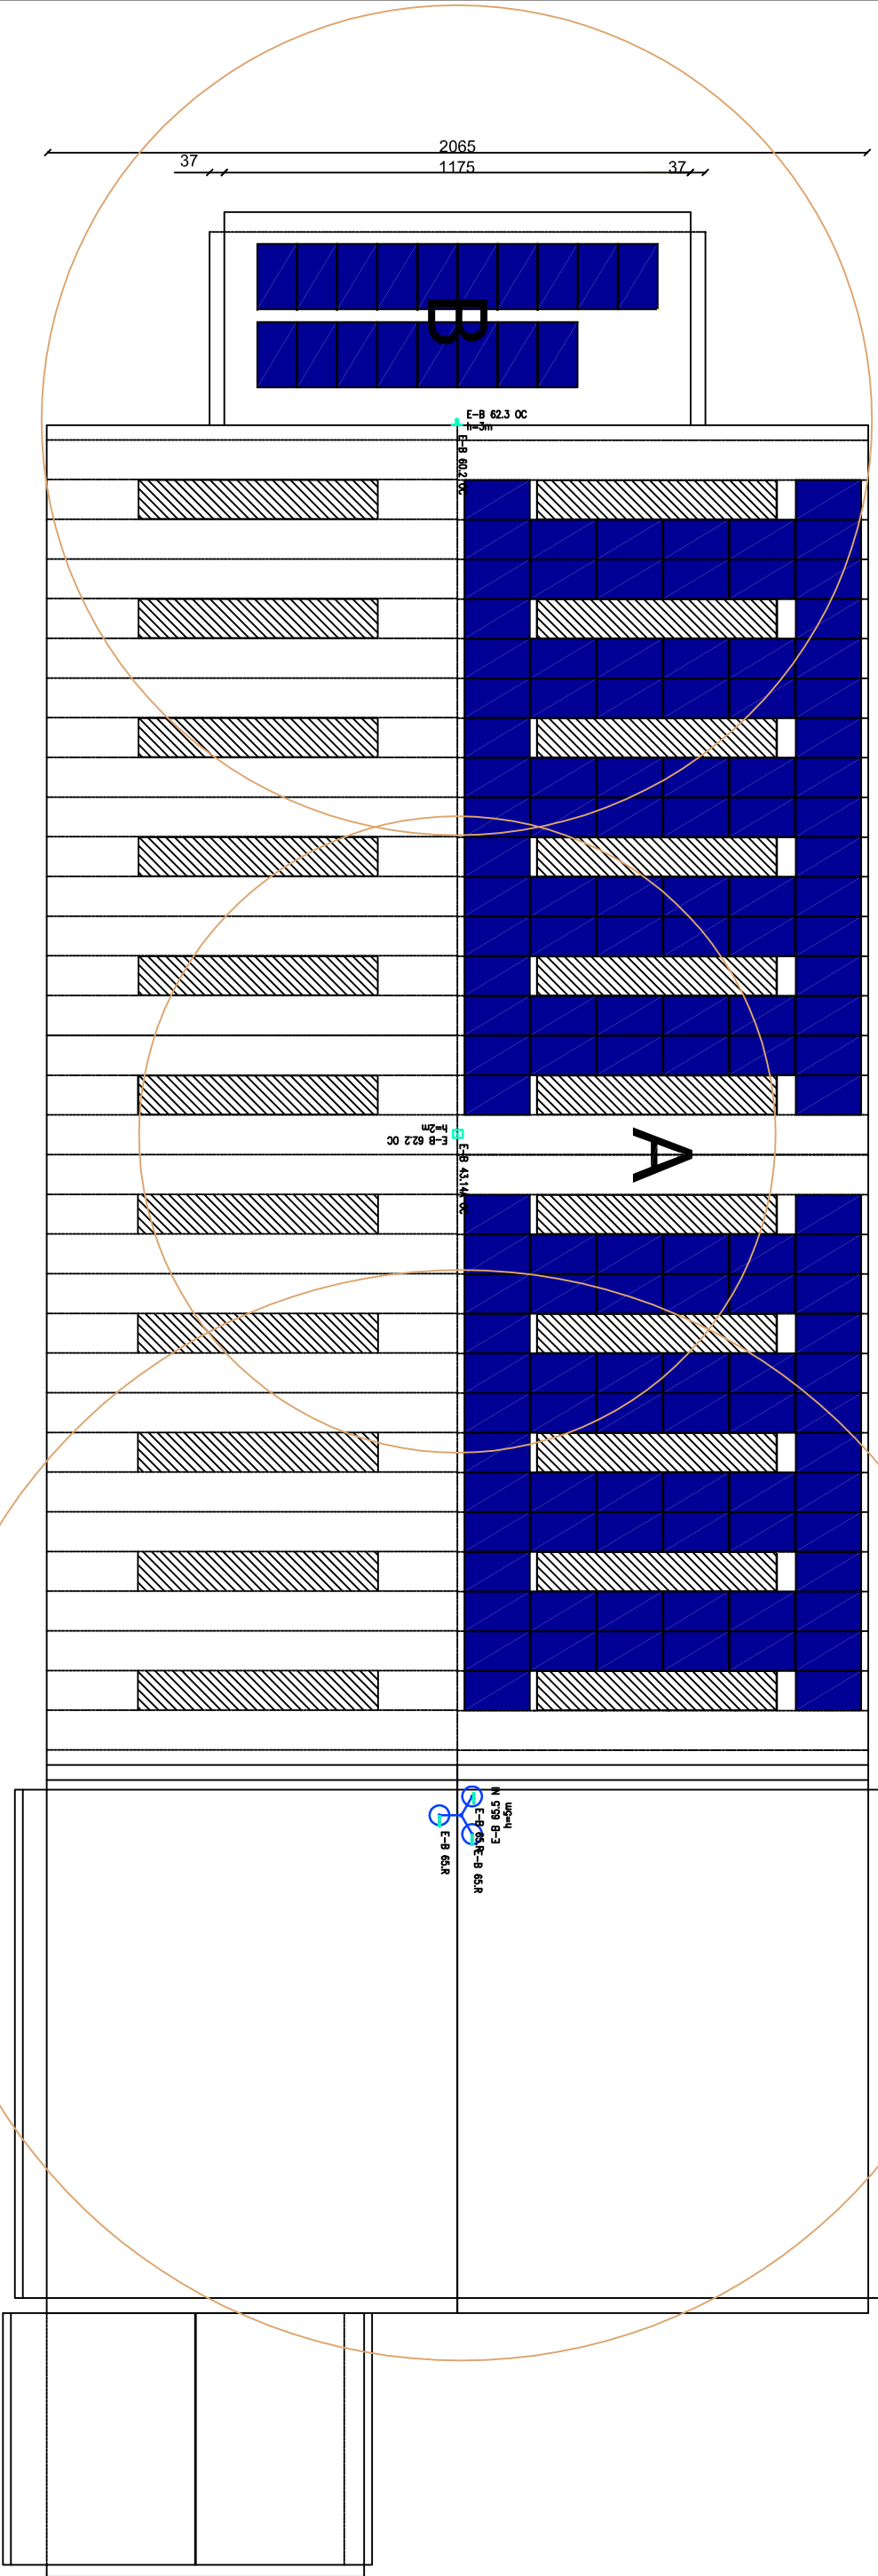 2065
37
1175
37
B
E-B 62.3 OC
h=3m
E-B 60.2 OC
A
h=2m
E-B 62.2 OC
E-B 43.14A OC
E-B 65.5 N
h=5m
E-B 65.R
E-B 65.R
E-B 65.R